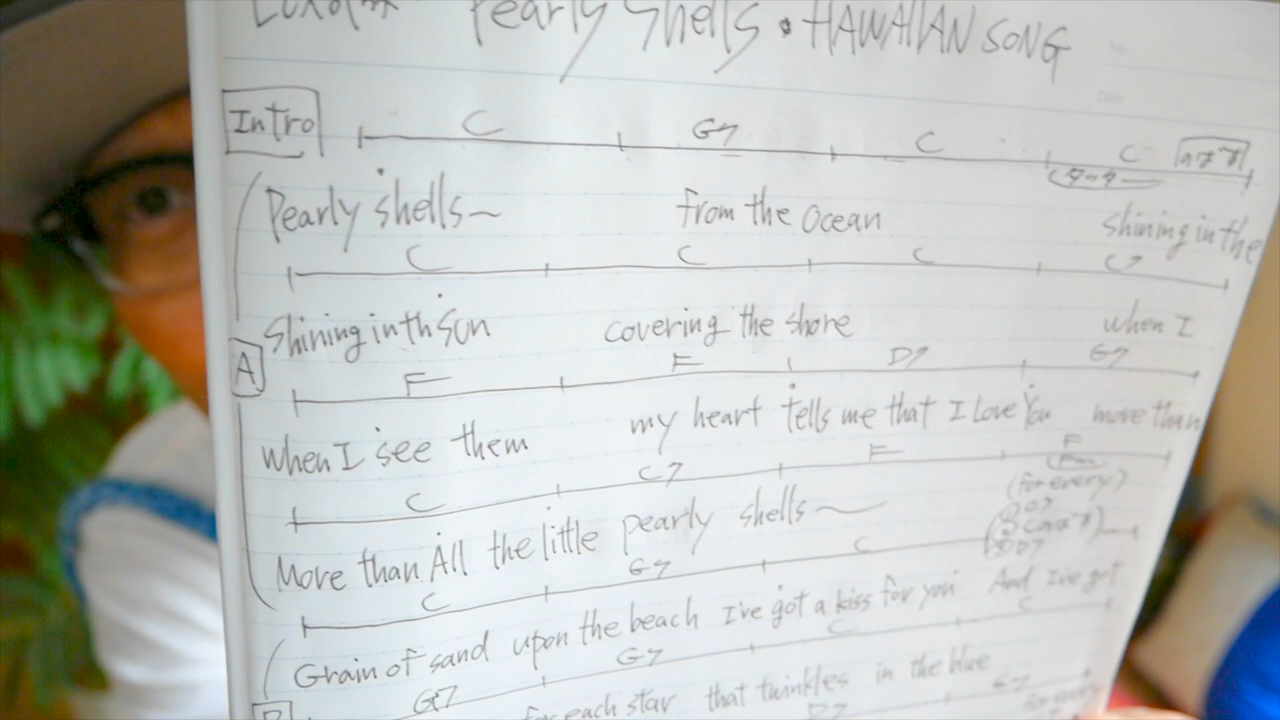 Pearly Shells • HAWAIIAN SONG
Intro C G7 C C
Pearly shells~ from the ocean shining in the
C C C C7
Shining in th Sun covering the shore when I
A F F D7 G7
When I see them my heart tells me that I Love You more than
C C7 F F
More than All the little pearly shells~ (for every)
C G7 C
Grain of sand upon the beach I've got a kiss for you And I've got
G7 G7 C C
for each star that twinkles in the blue
D7 G7